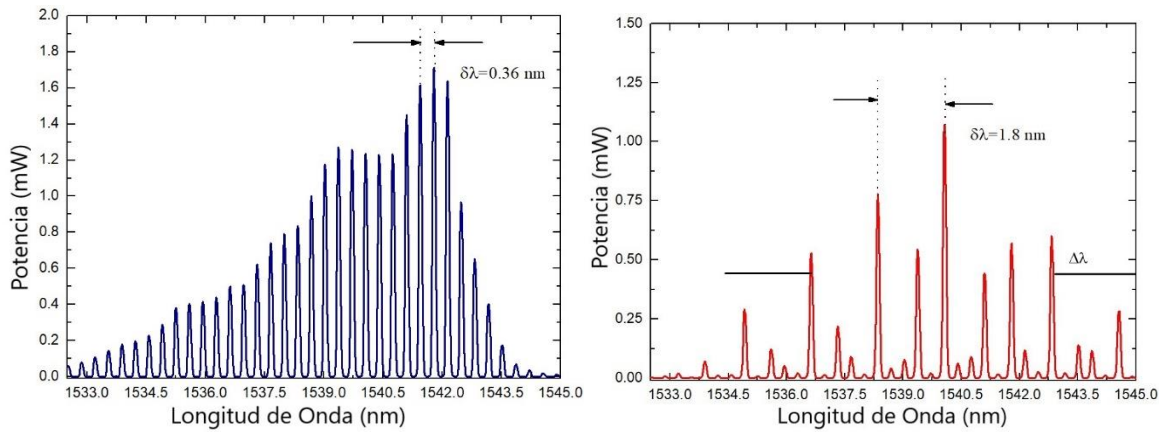 2.0
1.8
1.6
1.4
1.2
1.0
0.8
0.6
0.4
0.2
0.0
Potencia (mW)
δλ=0.36 nm
1533.0 1534.5 1536.0 1537.5 1539.0 1540.5 1542.0 1543.5 1545.0
Longitud de Onda (nm)
1.50
1.25
1.00
0.75
0.50
0.25
0.00
Potencia (mW)
δλ=1.8 nm
Δλ
1533.0 1534.5 1536.0 1537.5 1539.0 1540.5 1542.0 1543.5 1545.0
Longitud de Onda (nm)